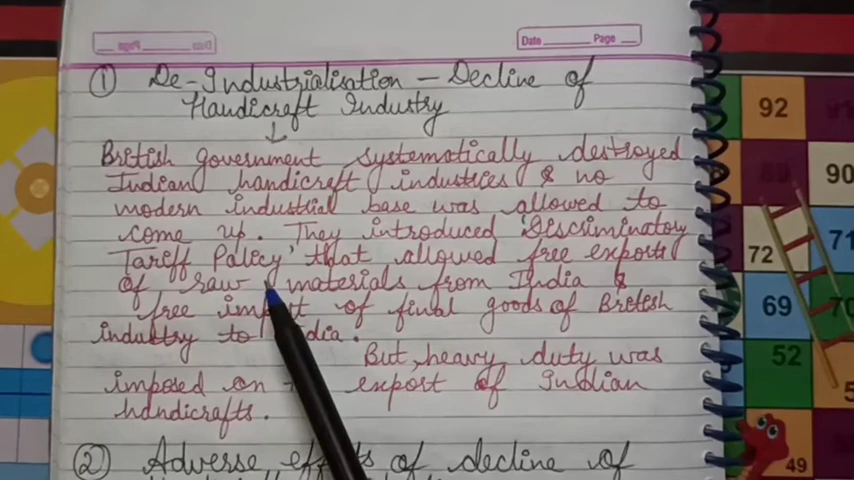 Date Page
① De-Industrialisation - Decline of
Handicraft Industry
British government systematically destroyed
Indian handicraft industries & no
modern industrial base was allowed to
come up. They introduced 'Discriminatory
Tareff Palecy' that allowed free exports
of raw materials from India &
free import of final goods of British
industry to India.
But, heavy duty was
imposed on export of Indian
handicrafts.
② Adverse effects of decline of
92
90
72
71
69
70
52
49